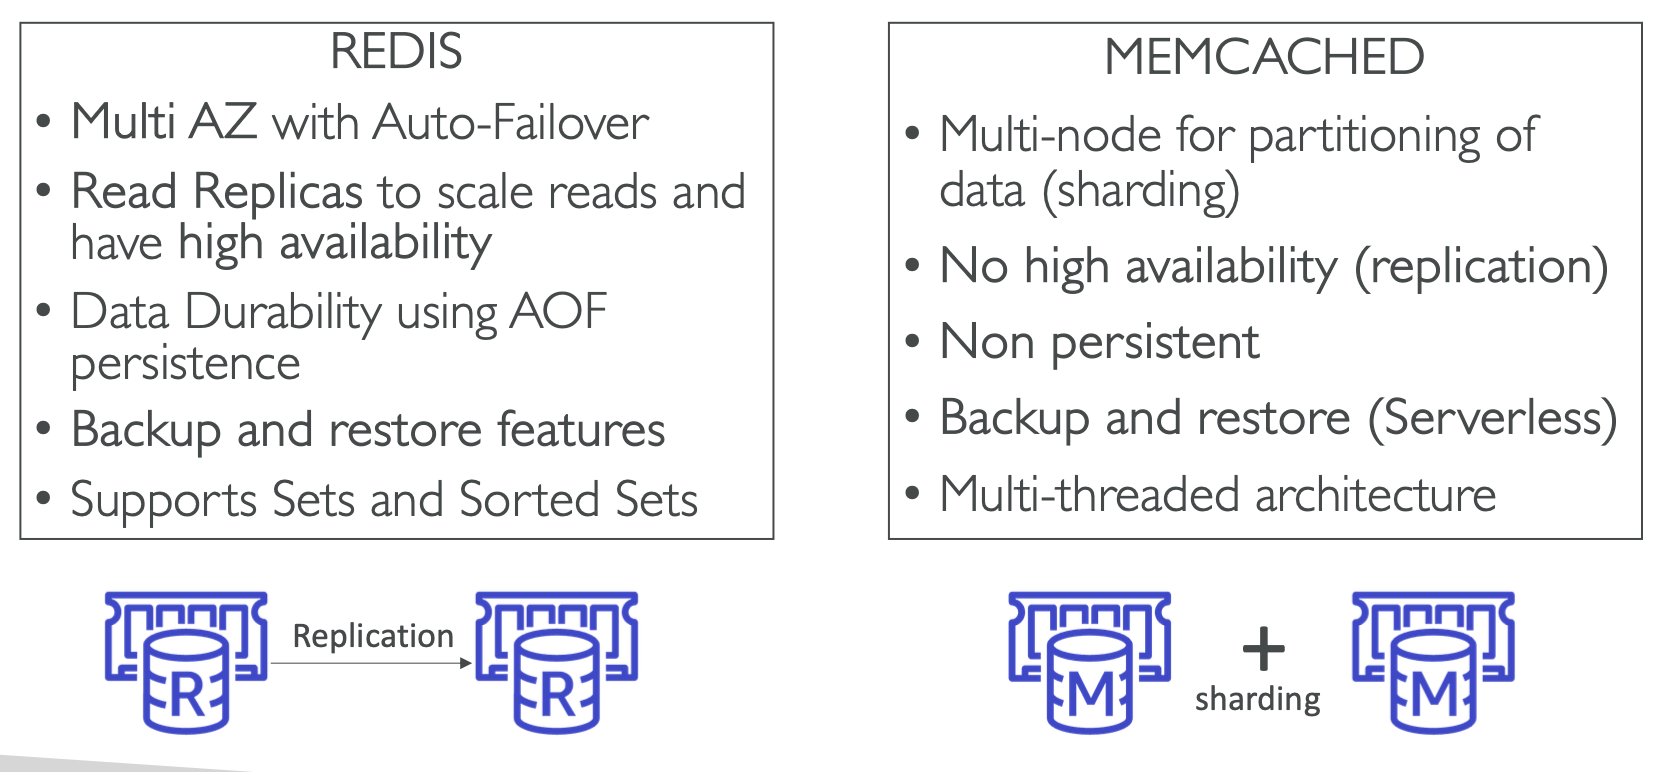 REDIS
• Multi AZ with Auto-Failover
• Read Replicas to scale reads and
have high availability
• Data Durability using AOF
persistence
• Backup and restore features
• Supports Sets and Sorted Sets
R
Replication
R
MEMCACHED
• Multi-node for partitioning of
data (sharding)
• No high availability (replication)
• Non persistent
• Backup and restore (Serverless)
• Multi-threaded architecture
M
+
sharding
M